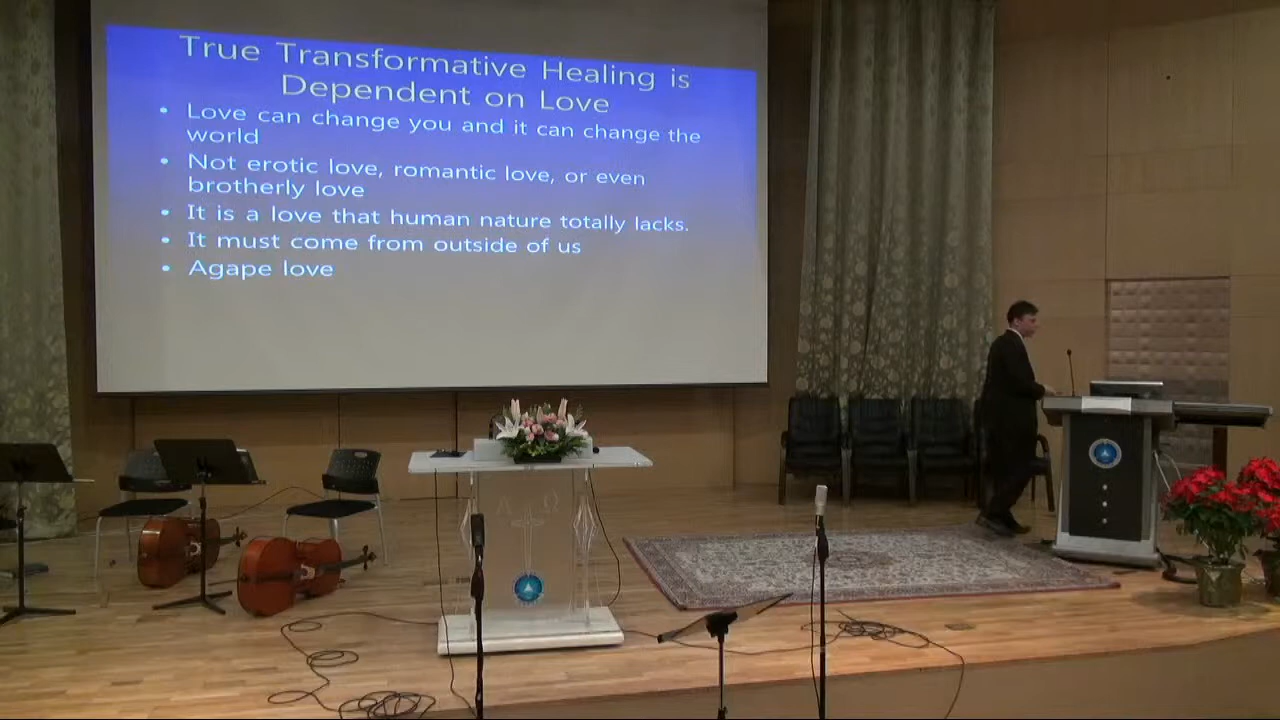 True Transformative Healing is
Dependent on Love
• Love can change you and it can change the
world
• Not erotic love, romantic love, or even
brotherly love
• It is a love that human nature totally lacks.
• It must come from outside of us
• Agape love
Α Ω